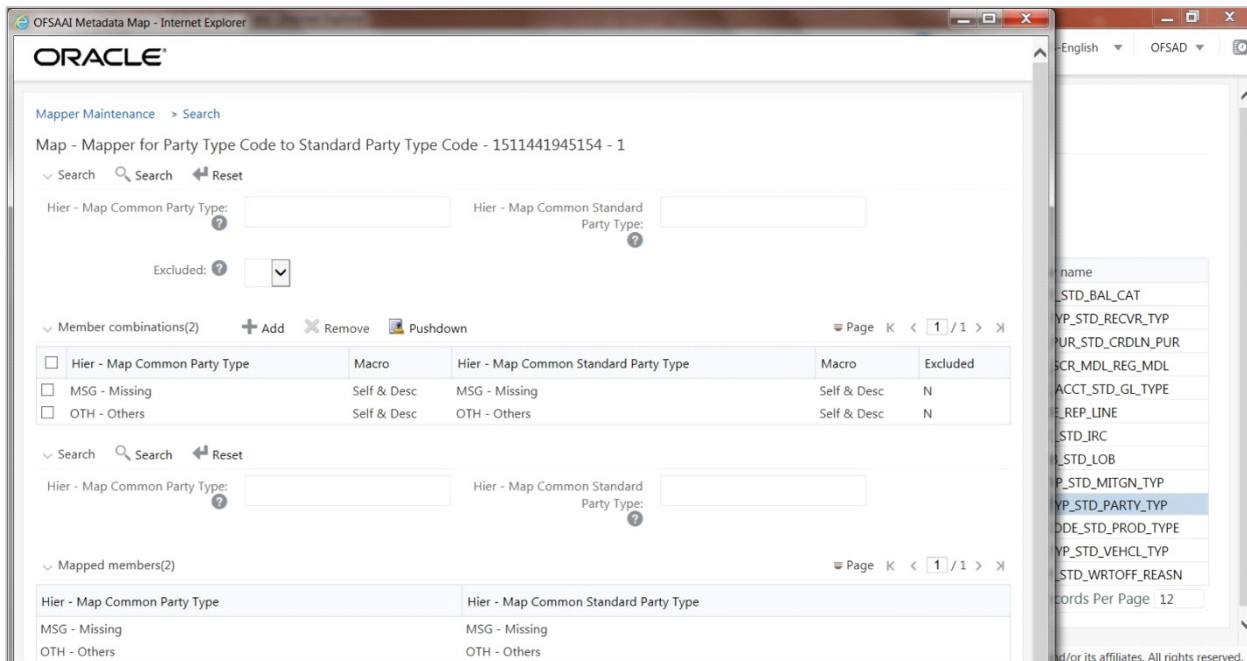 OFSAAI Metadata Map - Internet Explorer
ORACLE
Mapper Maintenance > Search
Map - Mapper for Party Type Code to Standard Party Type Code - 1511441945154 - 1
Search Search Reset
Hier - Map Common Party Type: Hier - Map Common Standard
Party Type:
Excluded:
Member combinations(2) Add Remove Pushdown Page 1 / 1
Hier - Map Common Party Type Macro Hier - Map Common Standard Party Type Macro Excluded
MSG - Missing Self & Desc MSG - Missing Self & Desc N
OTH - Others Self & Desc OTH - Others Self & Desc N
Search Search Reset
Hier - Map Common Party Type: Hier - Map Common Standard
Party Type:
Mapped members(2) Page 1 / 1
Hier - Map Common Party Type Hier - Map Common Standard Party Type
MSG - Missing MSG - Missing
OTH - Others OTH - Others
-English OFSAD
name
_STD_BAL_CAT
YP_STD_RECVR_TYP
PUR_STD_CRDLN_PUR
SCR_MDL_REG_MDL
ACCT_STD_GL_TYPE
E_REP_LINE
_STD_IRC
_STD_LOB
P_STD_MITGN_TYP
YP_STD_PARTY_TYP
ODE_STD_PROD_TYPE
YP_STD_VEHCL_TYP
_STD_WRTOFF_REASN
cords Per Page 12
and/or its affiliates. All rights reserved.